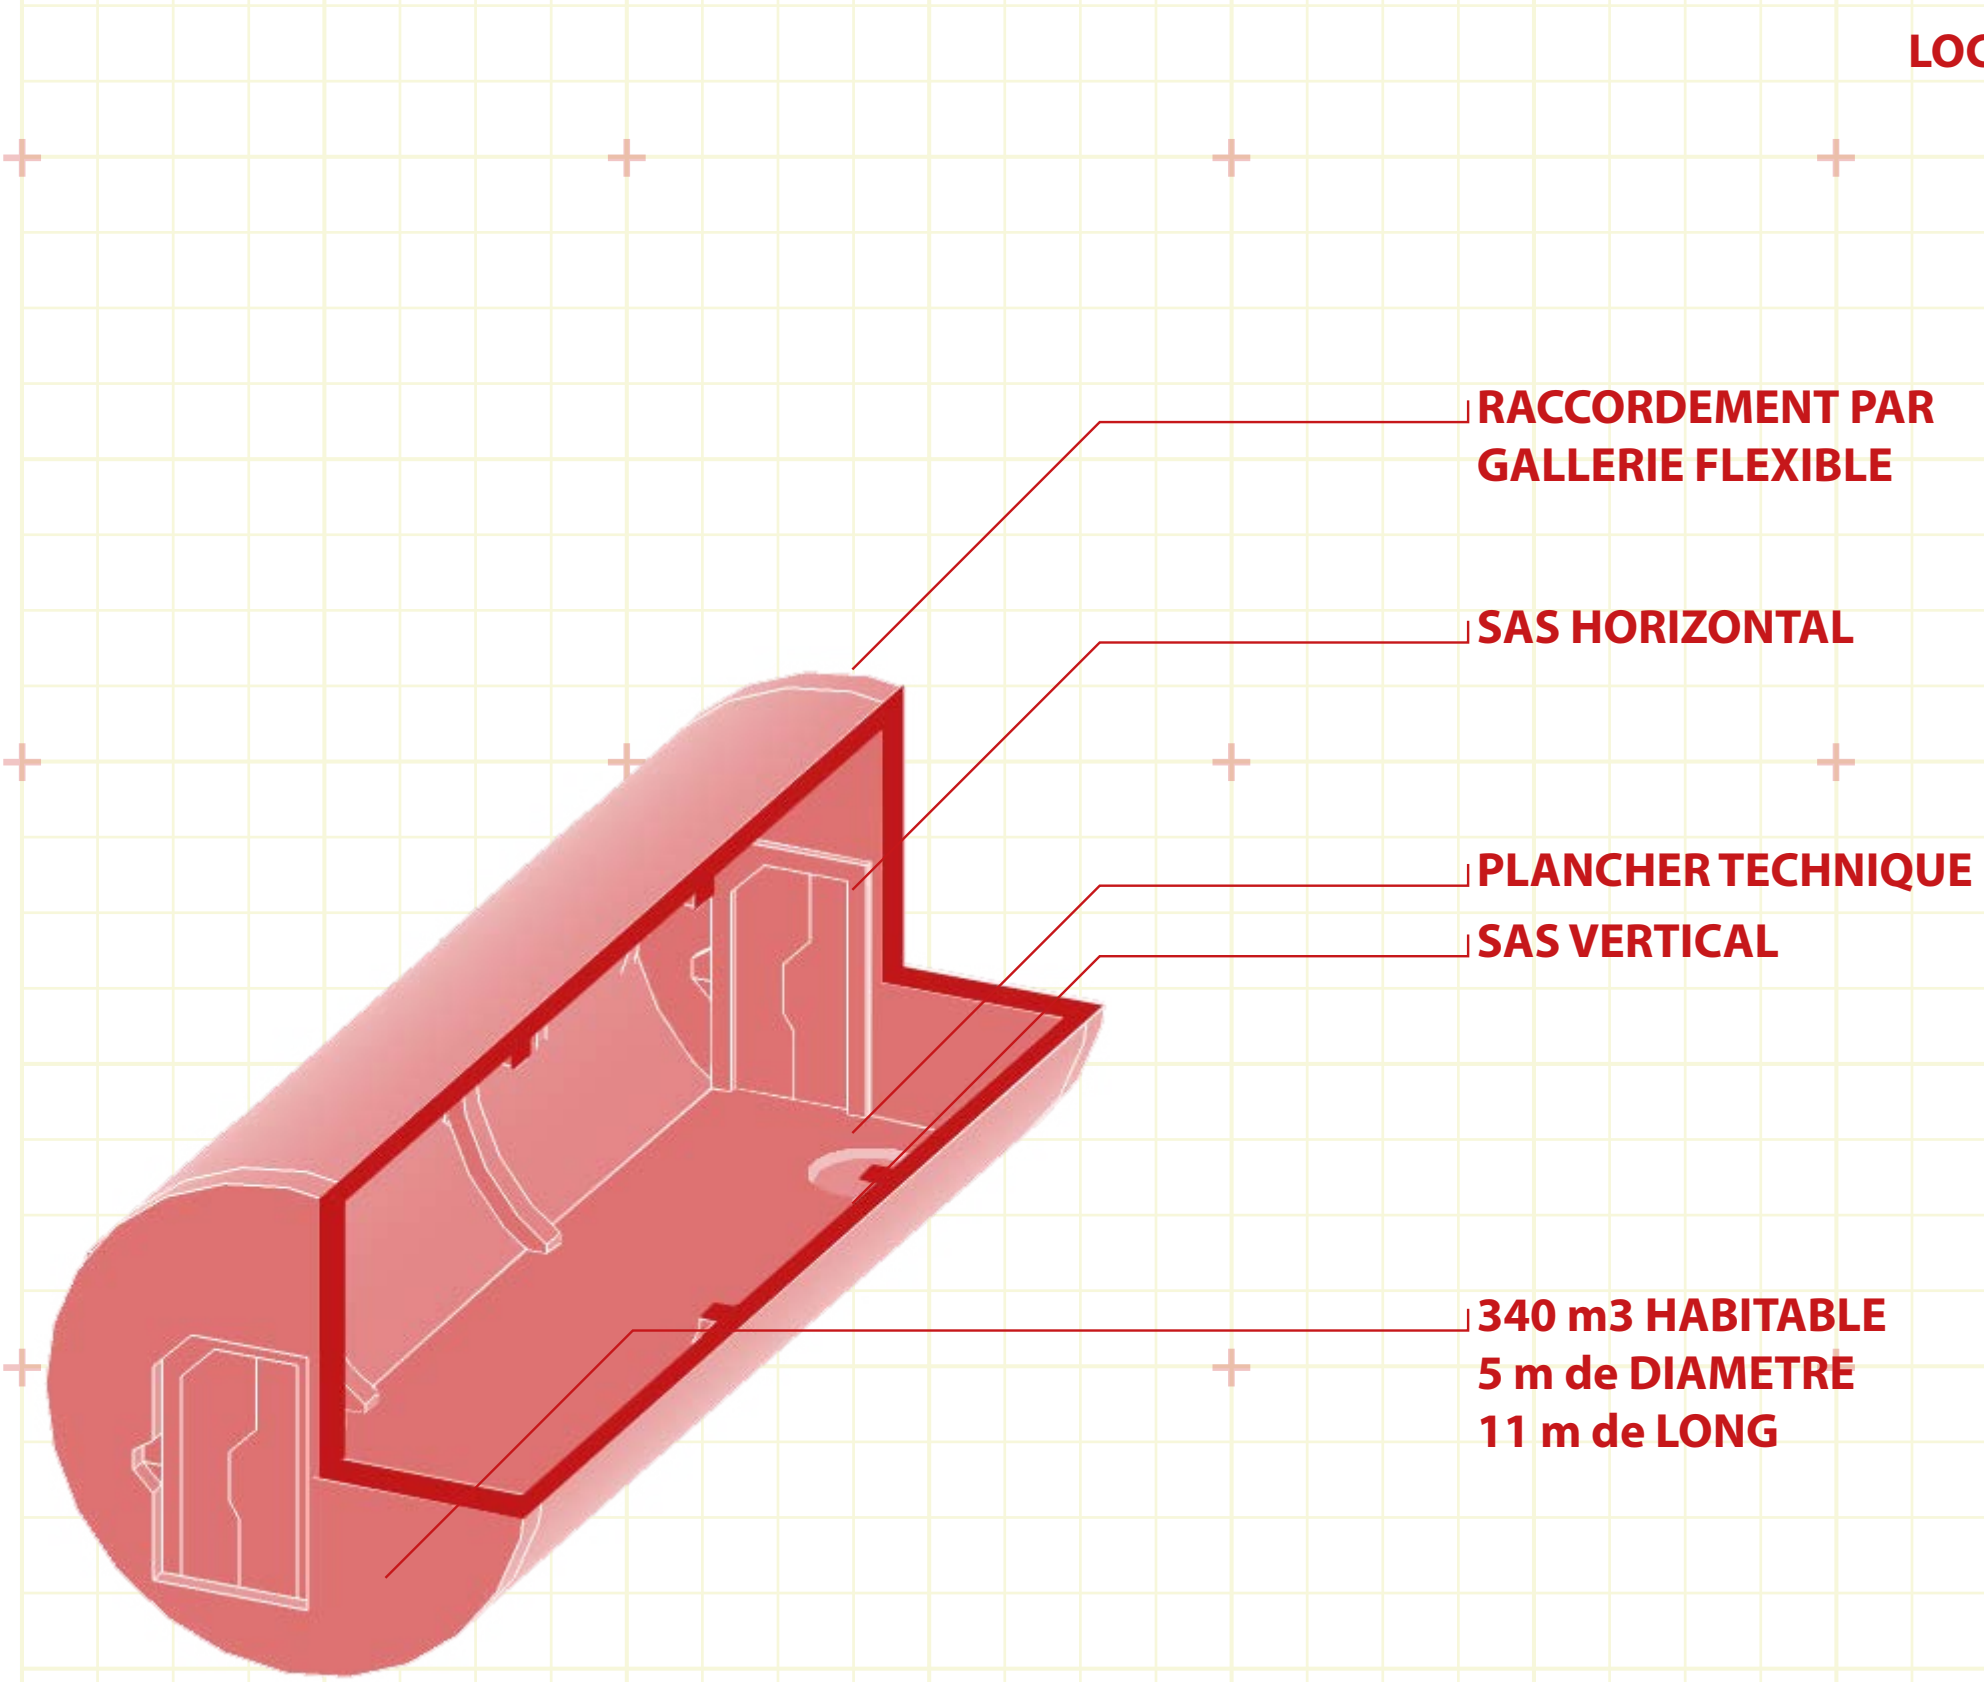 RACCORDEMENT PAR
GALLERIE FLEXIBLE
SAS HORIZONTAL
PLANCHER TECHNIQUE
SAS VERTICAL
340 m3 HABITABLE
5 m de DIAMETRE
11 m de LONG